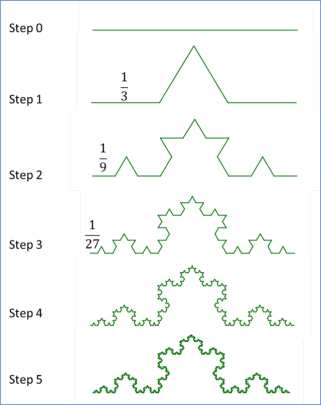 Step 0
Step 1
1/3
Step 2
1/9
Step 3
1/27
Step 4
Step 5